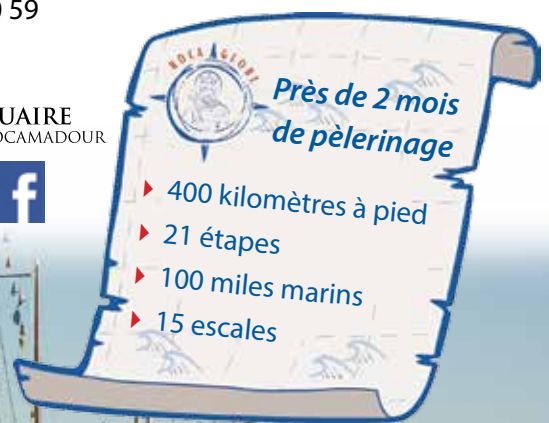 59
UAIRE
OCAMADOUR
f
ROCA GLOBE
Près de 2 mois
de pèlerinage
400 kilomètres à pied
21 étapes
100 miles marins
15 escales